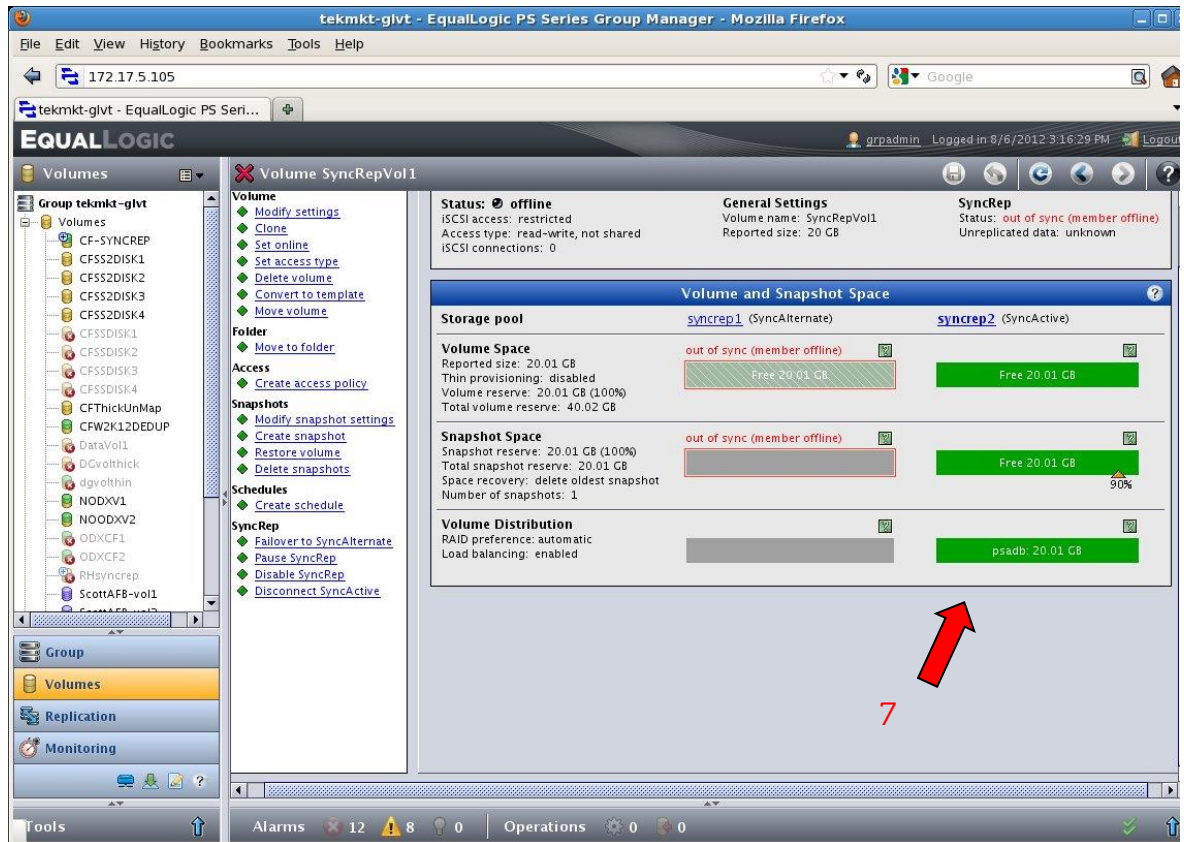 tekmkt-glvt - EqualLogic PS Series Group Manager - Mozilla Firefox
File Edit View History Bookmarks Tools Help
172.17.5.105
Google
tekmkt-glvt - EqualLogic PS Seri...
EQUALLOGIC
grpadmin Logged in 8/6/2012 3:16:29 PM Logout
Volumes
Volume SyncRepVol1
Group tekmkt-glvt
Volumes
CF-SYNCREP
CFSS2DISK1
CFSS2DISK2
CFSS2DISK3
CFSS2DISK4
CFSSDISK1
CFSSDISK2
CFSSDISK3
CFSSDISK4
CFThickUnMap
CFW2K12DEDUP
DataVol1
DGvolthick
dgvolthin
NODXV1
NOODXV2
ODXCF1
ODXCF2
RHsyncrep
ScottAFB-vol1
Group
Volumes
Replication
Monitoring
Tools
Volume
Modify settings
Clone
Set online
Set access type
Delete volume
Convert to template
Move volume
Folder
Move to folder
Access
Create access policy
Snapshots
Modify snapshot settings
Create snapshot
Restore volume
Delete snapshots
Schedules
Create schedule
SyncRep
Failover to SyncAlternate
Pause SyncRep
Disable SyncRep
Disconnect SyncActive
Status: offline
iSCSI access: restricted
Access type: read-write, not shared
iSCSI connections: 0
General Settings
Volume name: SyncRepVol1
Reported size: 20 GB
SyncRep
Status: out of sync (member offline)
Unreplicated data: unknown
Volume and Snapshot Space
?
Storage pool syncrep1 (SyncAlternate) syncrep2 (SyncActive)
Volume Space
Reported size: 20.01 GB
Thin provisioning: disabled
Volume reserve: 20.01 GB (100%)
Total volume reserve: 40.02 GB
out of sync (member offline)
Free 20.01 GB
Free 20.01 GB
Snapshot Space
Snapshot reserve: 20.01 GB (100%)
Total snapshot reserve: 20.01 GB
Space recovery: delete oldest snapshot
Number of snapshots: 1
out of sync (member offline)
Free 20.01 GB
90%
Volume Distribution
RAID preference: automatic
Load balancing: enabled
psadb: 20.01 GB
7
Alarms 12 8 0 Operations 0 0